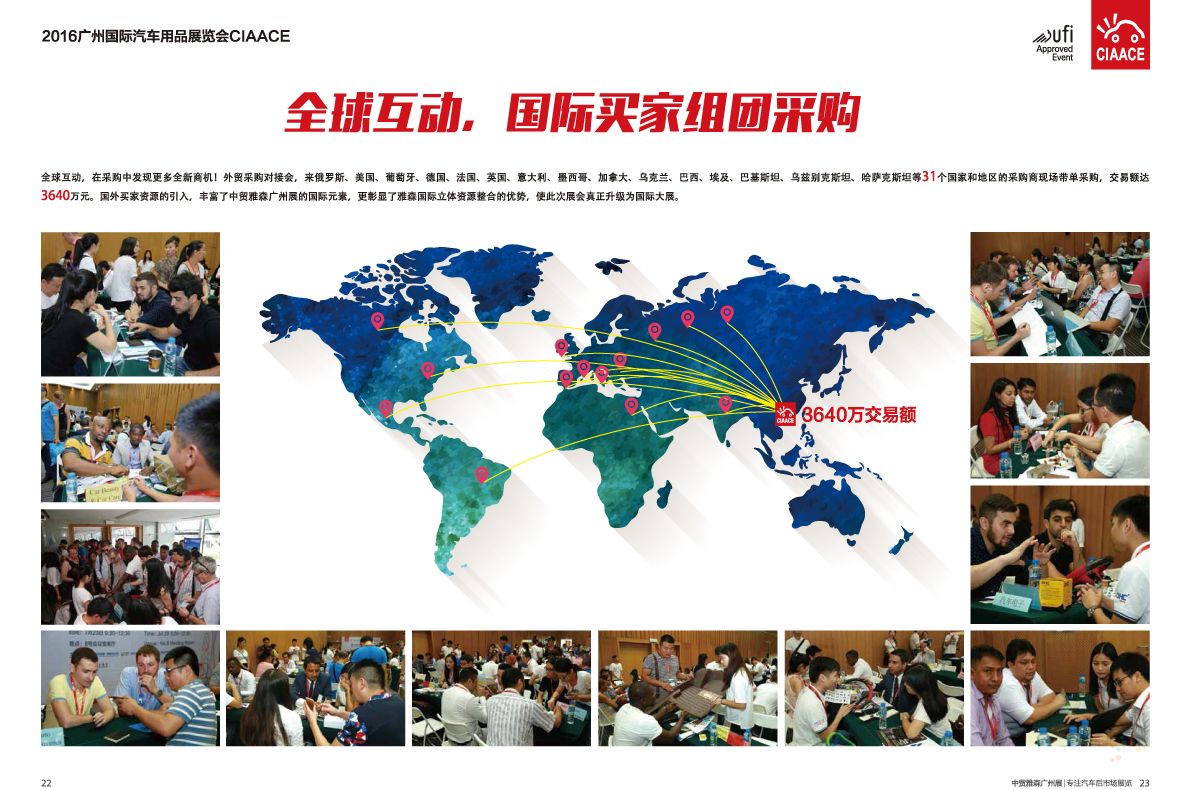 2016广州国际汽车用品展览会CIAACE
ufi
Approved
Event
CIAACE
全球互动，国际买家组团采购
全球互动，在采购中发现更多全新商机！外贸采购对接会，来俄罗斯、美国、葡萄牙、德国、法国、英国、意大利、墨西哥、加拿大、乌克兰、巴西、埃及、巴基斯坦、乌兹别克斯坦、哈萨克斯坦等31个国家和地区的采购商现场带单采购，交易额达
3640万元。国外买家资源的引入，丰富了中贸雅森广州展的国际元素，更彰显了雅森国际立体资源整合的优势，使此次展会真正升级为国际大展。
CIAACE
3640万交易额
Car Beauty
& Car Care
汽车电子
22
中贸雅森广州展|专注汽车后市场展览 23